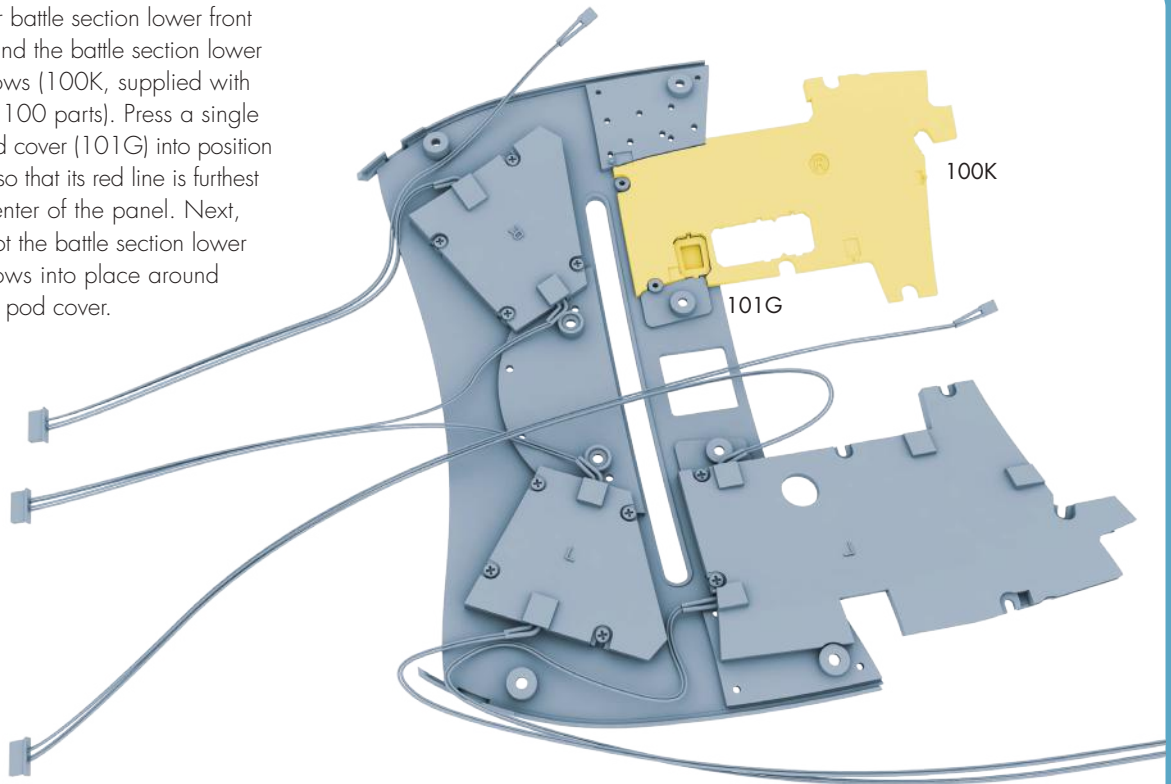 battle section lower front
nd the battle section lower
ows (100K, supplied with
100 parts). Press a single
d cover (101G) into position
so that its red line is furthest
enter of the panel. Next,
ot the battle section lower
ows into place around
pod cover.
100K
101G
R
L
L